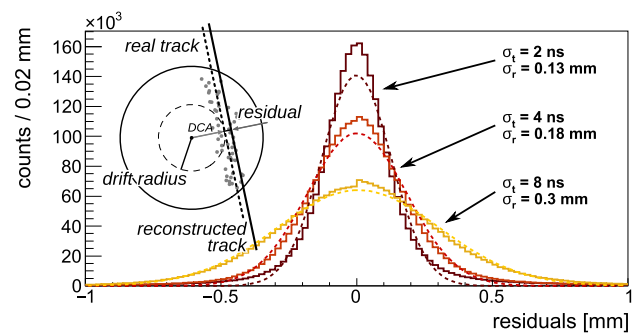 ×10³
160
140
120
100
80
60
40
20
0
counts / 0.02 mm
real track
residual
DCA
drift radius
reconstructed
track
σt = 2 ns
σr = 0.13 mm
σt = 4 ns
σr = 0.18 mm
σt = 8 ns
σr = 0.3 mm
−1
−0.5
0
0.5
1
residuals [mm]